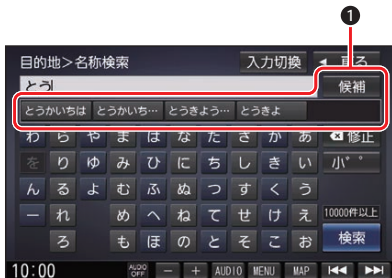 1
目的地＞名称検索 入力切換 ◀ 戻る
とう 候補
とうかいちは とうかいち… とうきよう… とうきよ
わ ら や ま は な た さ か あ 修正
を り ゆ み ひ に ち し き い 小゛゜
ん る よ む ふ ぬ つ す く う
ー れ め へ ね て せ け え 10000件以上
ろ も ほ の と そ こ お 検索
10:00 AUDIO OFF － ＋ AUDIO MENU MAP